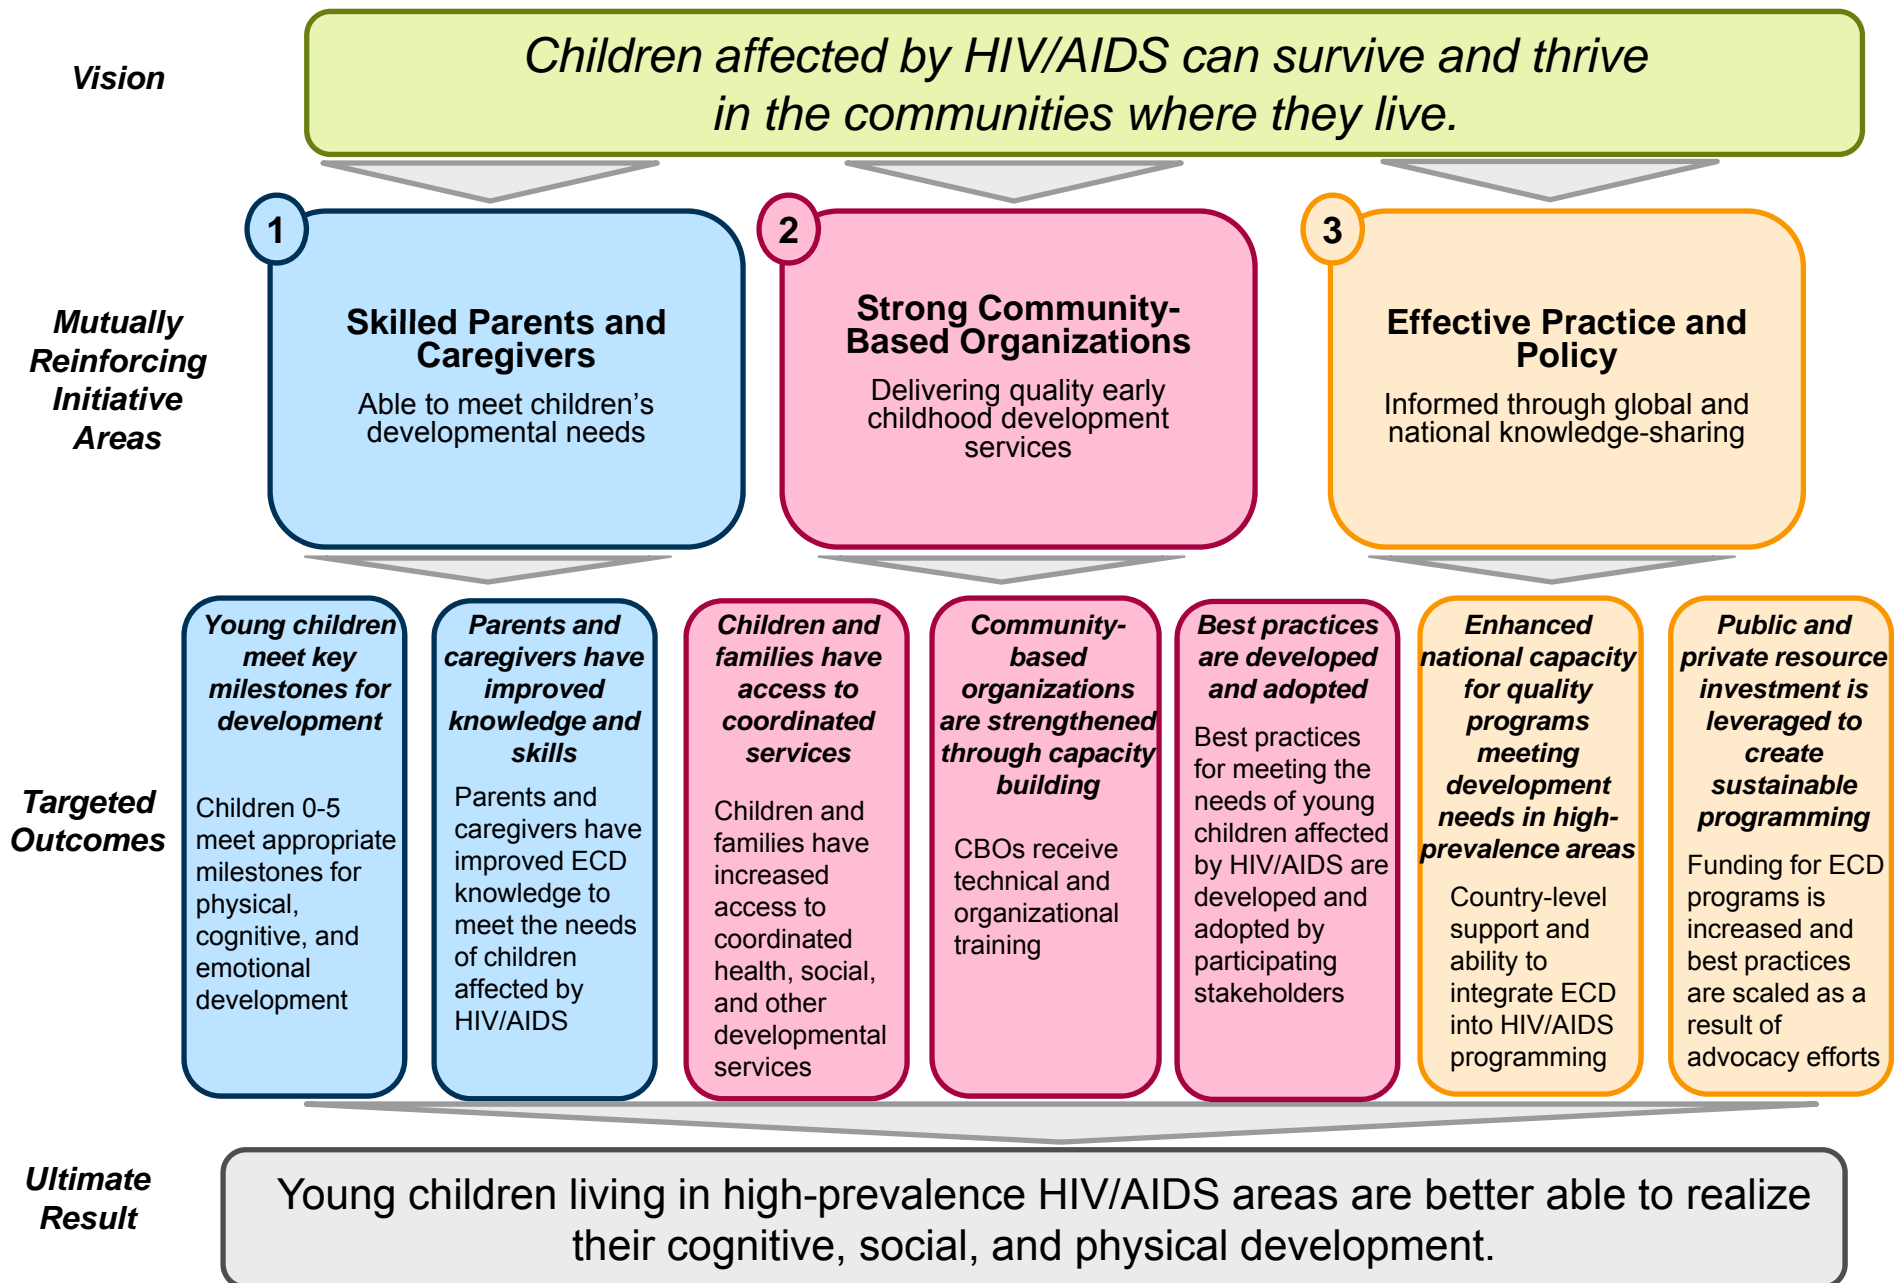 Vision
Children affected by HIV/AIDS can survive and thrive
in the communities where they live.
Mutually
Reinforcing
Initiative
Areas
1
Skilled Parents and
Caregivers
Able to meet children’s
developmental needs
2
Strong Community-
Based Organizations
Delivering quality early
childhood development
services
3
Effective Practice and
Policy
Informed through global and
national knowledge-sharing
Targeted
Outcomes
Young children
meet key
milestones for
development
Children 0-5
meet appropriate
milestones for
physical,
cognitive, and
emotional
development
Parents and
caregivers have
improved
knowledge and
skills
Parents and
caregivers have
improved ECD
knowledge to
meet the needs
of children
affected by
HIV/AIDS
Children and
families have
access to
coordinated
services
Children and
families have
increased
access to
coordinated
health, social,
and other
developmental
services
Community-
based
organizations
are strengthened
through capacity
building
CBOs receive
technical and
organizational
training
Best practices
are developed
and adopted
Best practices
for meeting the
needs of young
children affected
by HIV/AIDS are
developed and
adopted by
participating
stakeholders
Enhanced
national capacity
for quality
programs
meeting
development
needs in high-
prevalence areas
Country-level
support and
ability to
integrate ECD
into HIV/AIDS
programming
Public and
private resource
investment is
leveraged to
create
sustainable
programming
Funding for ECD
programs is
increased and
best practices
are scaled as a
result of
advocacy efforts
Ultimate
Result
Young children living in high-prevalence HIV/AIDS areas are better able to realize
their cognitive, social, and physical development.